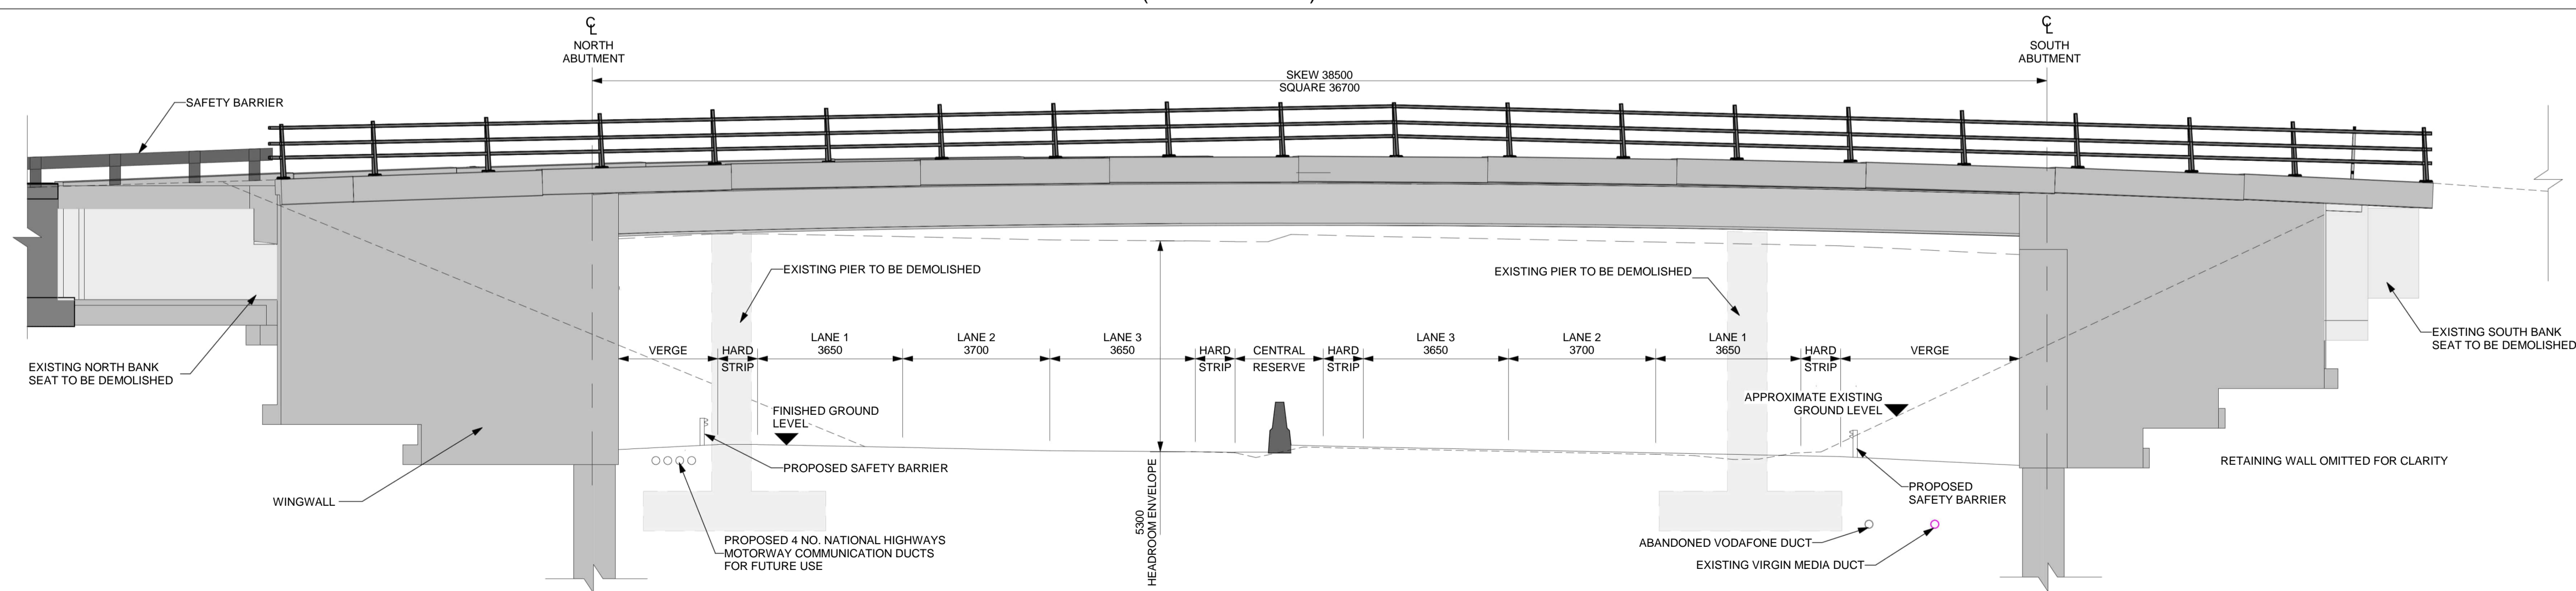 ℄
NORTH
ABUTMENT
℄
SOUTH
ABUTMENT
SKEW 38500
SQUARE 36700
SAFETY BARRIER
EXISTING PIER TO BE DEMOLISHED
EXISTING PIER TO BE DEMOLISHED
EXISTING NORTH BANK
SEAT TO BE DEMOLISHED
EXISTING SOUTH BANK
SEAT TO BE DEMOLISHED
VERGE
HARD
STRIP
LANE 1
3650
LANE 2
3700
LANE 3
3650
HARD
STRIP
CENTRAL
RESERVE
HARD
STRIP
LANE 3
3650
LANE 2
3700
LANE 1
3650
HARD
STRIP
VERGE
FINISHED GROUND
LEVEL
APPROXIMATE EXISTING
GROUND LEVEL
PROPOSED SAFETY BARRIER
WINGWALL
PROPOSED 4 NO. NATIONAL HIGHWAYS
MOTORWAY COMMUNICATION DUCTS
FOR FUTURE USE
5300
HEADROOM ENVELOPE
RETAINING WALL OMITTED FOR CLARITY
PROPOSED
SAFETY BARRIER
ABANDONED VODAFONE DUCT
EXISTING VIRGIN MEDIA DUCT